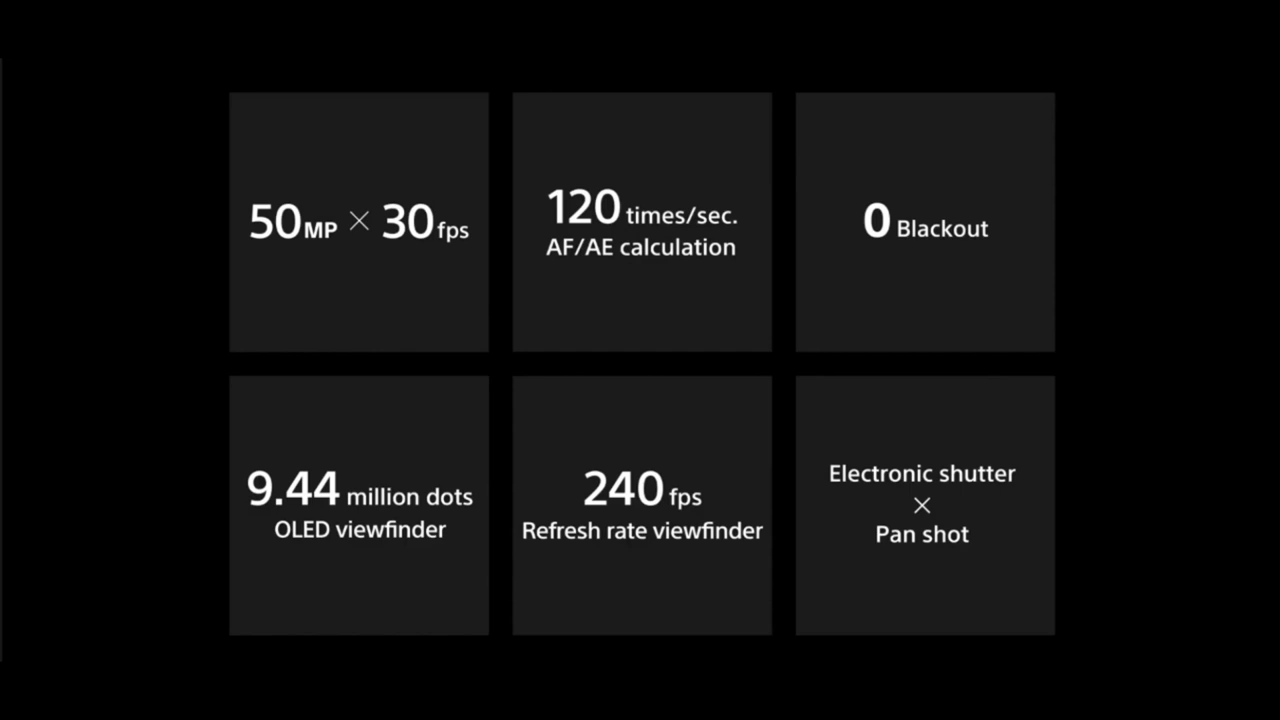 50MP × 30fps
120 times/sec.
AF/AE calculation
0 Blackout
9.44 million dots
OLED viewfinder
240 fps
Refresh rate viewfinder
Electronic shutter
×
Pan shot